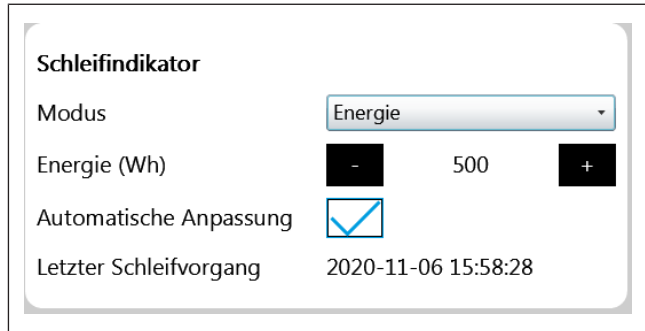 Schleifindikator
Modus Energie
Energie (Wh) - 500 +
Automatische Anpassung
Letzter Schleifvorgang 2020-11-06 15:58:28